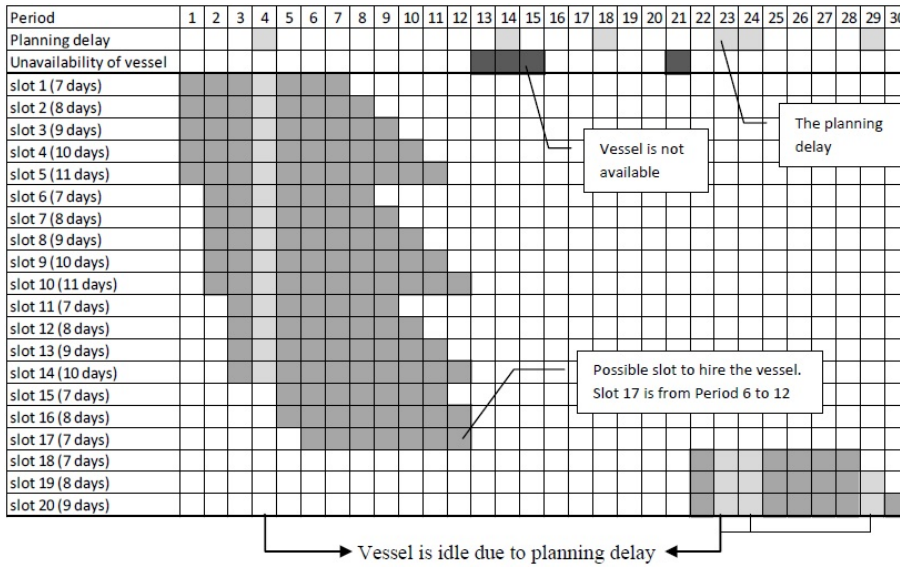 Period 1 2 3 4 5 6 7 8 9 10 11 12 13 14 15 16 17 18 19 20 21 22 23 24 25 26 27 28 29 30
Planning delay
Unavailability of vessel
slot 1 (7 days)
slot 2 (8 days)
slot 3 (9 days)
slot 4 (10 days)
slot 5 (11 days)
slot 6 (7 days)
slot 7 (8 days)
slot 8 (9 days)
slot 9 (10 days)
slot 10 (11 days)
slot 11 (7 days)
slot 12 (8 days)
slot 13 (9 days)
slot 14 (10 days)
slot 15 (7 days)
slot 16 (8 days)
slot 17 (7 days)
slot 18 (7 days)
slot 19 (8 days)
slot 20 (9 days)
The planning
delay
Vessel is not
available
Possible slot to hire the vessel.
Slot 17 is from Period 6 to 12
Vessel is idle due to planning delay